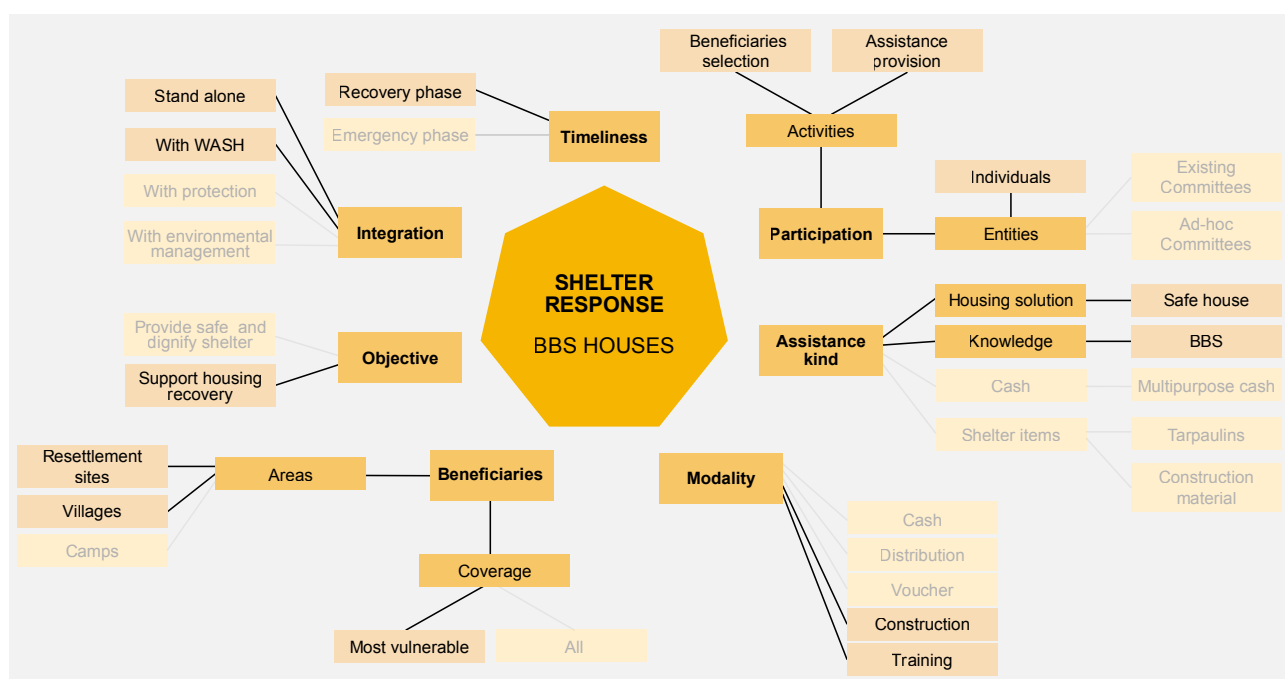 Beneficiaries
selection
Assistance
provision
Stand alone
Recovery phase
With WASH
Emergency phase
Timeliness
Activities
With protection
Individuals
Existing
Committees
With environmental
management
Integration
Participation
Entities
Ad-hoc
Committees
SHELTER
RESPONSE
BBS HOUSES
Housing solution
Safe house
Provide safe and
dignify shelter
Objective
Assistance
kind
Knowledge
BBS
Support housing
recovery
Cash
Multipurpose cash
Shelter items
Tarpaulins
Resettlement
sites
Areas
Beneficiaries
Modality
Construction
material
Villages
Cash
Camps
Distribution
Coverage
Voucher
Construction
Most vulnerable
All
Training